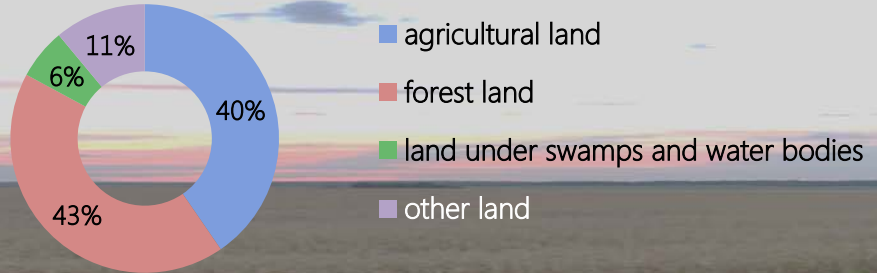 11%
6%
40%
43%
agricultural land
forest land
land under swamps and water bodies
other land